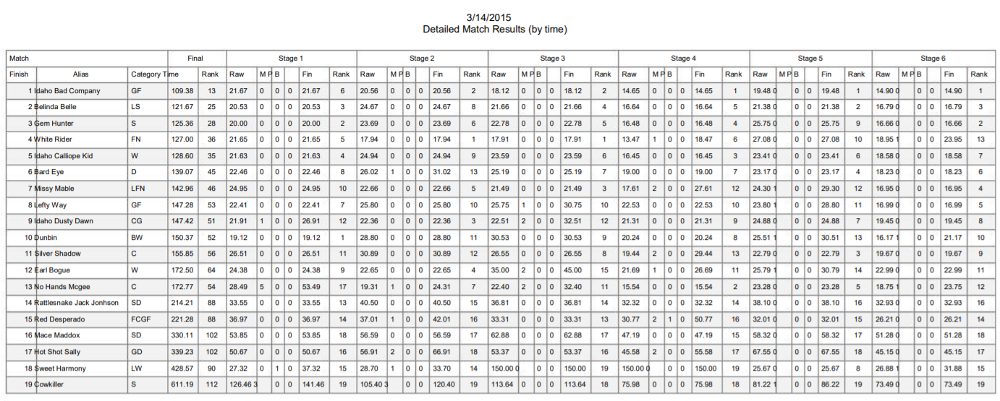 3/14/2015
Detailed Match Results (by time)
Match Final Stage 1 Stage 2 Stage 3 Stage 4 Stage 5 Stage 6
Finish Alias Category Time Rank Raw M P B Fin Rank Raw M P B Fin Rank Raw M P B Fin Rank Raw M P B Fin Rank Raw M P B Fin Rank Raw M P B Fin Rank
1 Idaho Bad Company GF 109.38 13 21.67 0 0 0 21.67 6 20.56 0 0 0 20.56 2 18.12 0 0 0 18.12 2 14.65 0 0 0 14.65 1 19.48 0 0 0 19.48 1 14.90 0 0 0 14.90 1
2 Belinda Belle LS 121.67 25 20.53 0 0 0 20.53 3 24.67 0 0 0 24.67 8 21.66 0 0 0 21.66 4 16.64 0 0 0 16.64 5 21.38 0 0 0 21.38 2 16.79 0 0 0 16.79 3
3 Gem Hunter S 125.36 28 20.00 0 0 0 20.00 2 23.69 0 0 0 23.69 6 22.78 0 0 0 22.78 5 16.48 0 0 0 16.48 4 25.75 0 0 0 25.75 9 16.66 0 0 0 16.66 2
4 White Rider FN 127.00 36 21.65 0 0 0 21.65 5 17.94 0 0 0 17.94 1 17.91 0 0 0 17.91 1 13.47 1 0 0 18.47 6 27.08 0 0 0 27.08 10 18.95 1 0 0 23.95 13
5 Idaho Calliope Kid W 128.60 35 21.63 0 0 0 21.63 4 24.94 0 0 0 24.94 9 23.59 0 0 0 23.59 6 16.45 0 0 0 16.45 3 23.41 0 0 0 23.41 6 18.58 0 0 0 18.58 7
6 Bard Eye D 139.07 45 22.46 0 0 0 22.46 8 26.02 1 0 0 31.02 13 25.19 0 0 0 25.19 7 19.00 0 0 0 19.00 7 23.17 0 0 0 23.17 4 18.23 0 0 0 18.23 6
7 Missy Mable LFN 142.96 46 24.95 0 0 0 24.95 10 22.66 0 0 0 22.66 5 21.49 0 0 0 21.49 3 17.61 2 0 0 27.61 12 24.30 1 0 0 29.30 12 16.95 0 0 0 16.95 4
8 Lefty Way GF 147.28 53 22.41 0 0 0 22.41 7 25.80 0 0 0 25.80 10 25.75 1 0 0 30.75 10 22.53 0 0 0 22.53 10 23.80 1 0 0 28.80 11 16.99 0 0 0 16.99 5
9 Idaho Dusty Dawn CG 147.42 51 21.91 1 0 0 26.91 12 22.36 0 0 0 22.36 3 22.51 2 0 0 32.51 12 21.31 0 0 0 21.31 9 24.88 0 0 0 24.88 7 19.45 0 0 0 19.45 8
10 Dunbin BW 150.37 52 19.12 0 0 0 19.12 1 28.80 0 0 0 28.80 11 30.53 0 0 0 30.53 9 20.24 0 0 0 20.24 8 25.51 1 0 0 30.51 13 16.17 1 0 0 21.17 10
11 Silver Shadow C 155.85 56 26.51 0 0 0 26.51 11 30.89 0 0 0 30.89 12 26.55 0 0 0 26.55 8 19.44 2 0 0 29.44 13 22.79 0 0 0 22.79 3 19.67 0 0 0 19.67 9
12 Earl Bogue W 172.50 64 24.38 0 0 0 24.38 9 22.65 0 0 0 22.65 4 35.00 2 0 0 45.00 15 21.69 1 0 0 26.69 11 25.79 1 0 0 30.79 14 22.99 0 0 0 22.99 11
13 No Hands Mcgee C 172.77 54 28.49 5 0 0 53.49 17 19.31 1 0 0 24.31 7 22.40 2 0 0 32.40 11 15.54 0 0 0 15.54 2 23.28 0 0 0 23.28 5 18.75 1 0 0 23.75 12
14 Rattlesnake Jack Jonhson SD 214.21 88 33.55 0 0 0 33.55 13 40.50 0 0 0 40.50 15 36.81 0 0 0 36.81 14 32.32 0 0 0 32.32 14 38.10 0 0 0 38.10 16 32.93 0 0 0 32.93 16
15 Red Desperado FCGF 221.28 88 36.97 0 0 0 36.97 14 37.01 1 0 0 42.01 16 33.31 0 0 0 33.31 13 30.77 2 1 0 50.77 16 32.01 0 0 0 32.01 15 26.21 0 0 0 26.21 14
16 Mace Maddox SD 330.11 102 53.85 0 0 0 53.85 18 56.59 0 0 0 56.59 17 62.88 0 0 0 62.88 17 47.19 0 0 0 47.19 15 58.32 0 0 0 58.32 17 51.28 0 0 0 51.28 18
17 Hot Shot Sally GD 339.23 102 50.67 0 0 0 50.67 16 56.91 2 0 0 66.91 18 53.37 0 0 0 53.37 16 45.58 2 0 0 55.58 17 67.55 0 0 0 67.55 18 45.15 0 0 0 45.15 17
18 Sweet Harmony LW 428.57 90 27.32 0 1 0 37.32 15 28.70 1 0 0 33.70 14 150.00 0 0 0 150.00 19 150.00 0 0 0 150.00 19 25.67 0 0 0 25.67 8 26.88 1 0 0 31.88 15
19 Cowkiller S 611.19 112 126.46 3 0 0 141.46 19 105.40 3 0 0 120.40 19 113.64 0 0 0 113.64 18 75.98 0 0 0 75.98 18 81.22 1 0 0 86.22 19 73.49 0 0 0 73.49 19